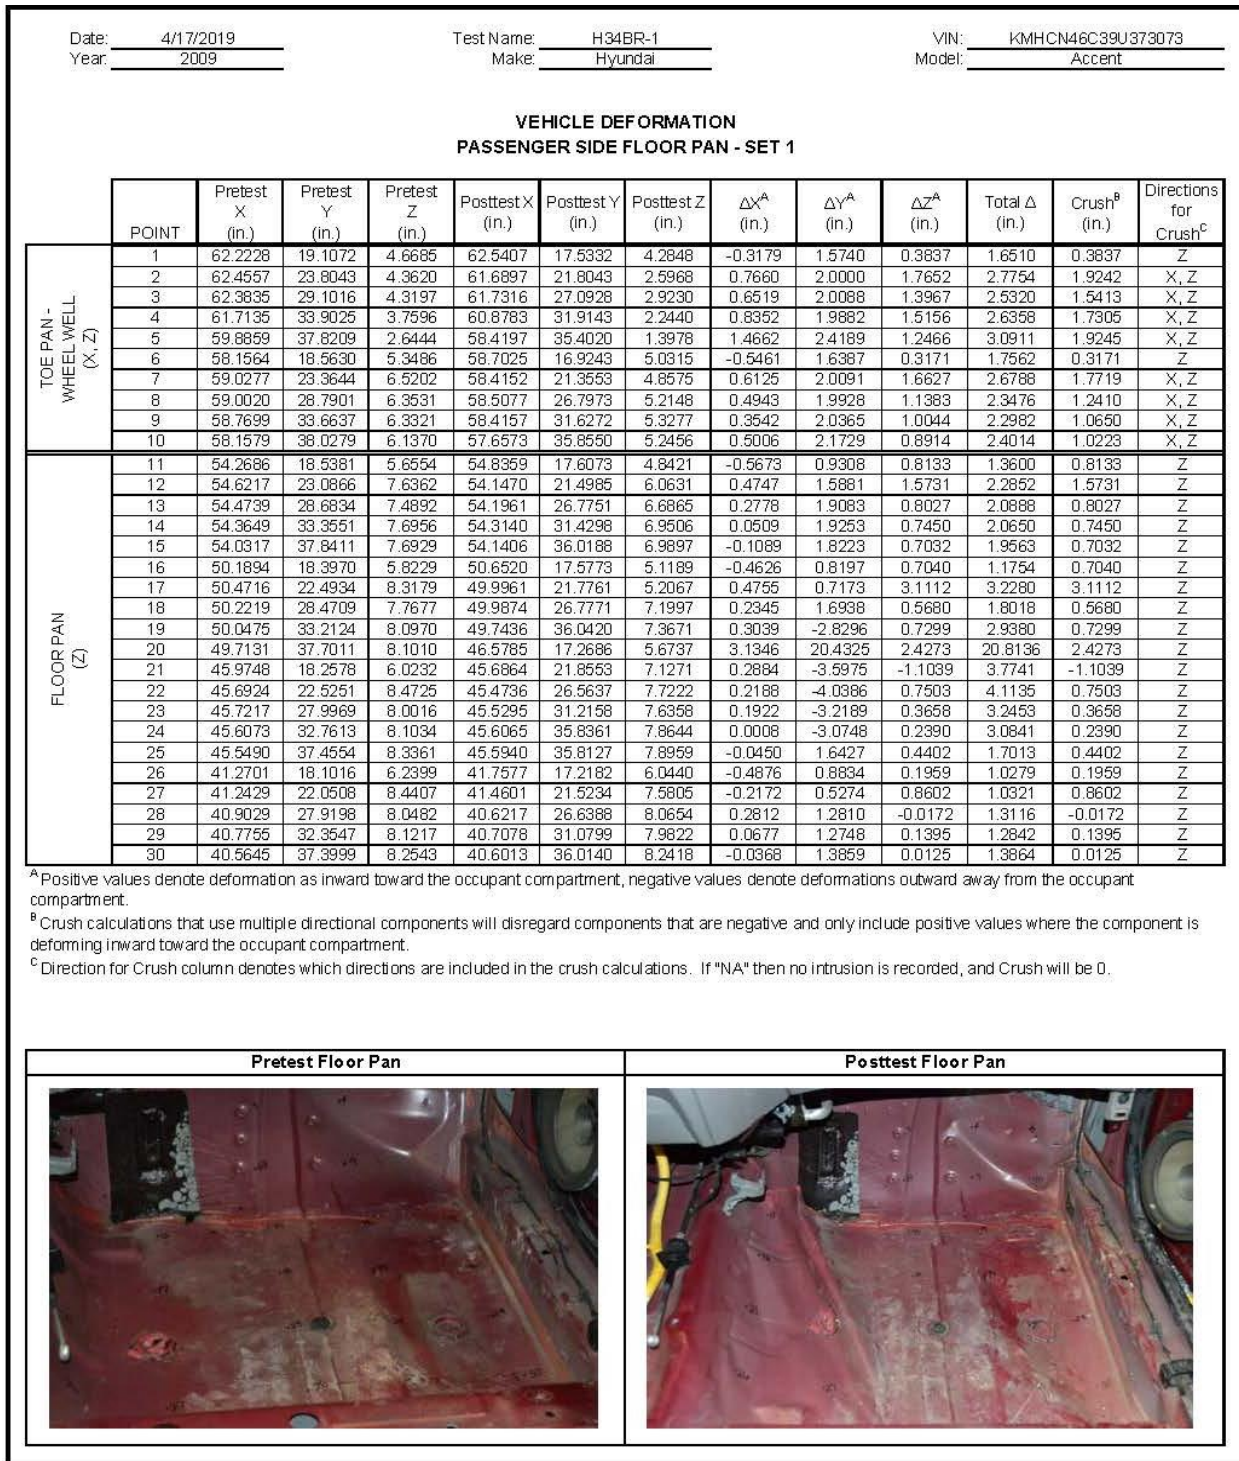 Date: 4/17/2019 Test Name: H34BR-1 VIN: KMHCN46C39U373073
Year: 2009 Make: Hyundai Model: Accent
VEHICLE DEFORMATION
PASSENGER SIDE FLOOR PAN - SET 1
POINT Pretest X (in.) Pretest Y (in.) Pretest Z (in.) Posttest X (in.) Posttest Y (in.) Posttest Z (in.) ΔX^A (in.) ΔY^A (in.) ΔZ^A (in.) Total Δ (in.) Crush^B (in.) Directions for Crush^C
TOE PAN - WHEEL WELL (X, Z)
1 62.2228 19.1072 4.6685 62.5407 17.5332 4.2848 -0.3179 1.5740 0.3837 1.6510 0.3837 Z
2 62.4557 23.8043 4.3620 61.6897 21.8043 2.5968 0.7660 2.0000 1.7652 2.7754 1.9242 X, Z
3 62.3835 29.1016 4.3197 61.7316 27.0928 2.9230 0.6519 2.0088 1.3967 2.5320 1.5413 X, Z
4 61.7135 33.9025 3.7596 60.8783 31.9143 2.2440 0.8352 1.9882 1.5156 2.6358 1.7305 X, Z
5 59.8859 37.8209 2.6444 58.4197 35.4020 1.3978 1.4662 2.4189 1.2466 3.0911 1.9245 X, Z
6 58.1564 18.5630 5.3486 58.7025 16.9243 5.0315 -0.5461 1.6387 0.3171 1.7562 0.3171 Z
7 59.0277 23.3644 6.5202 58.4152 21.3553 4.8575 0.6125 2.0091 1.6627 2.6788 1.7719 X, Z
8 59.0020 28.7901 6.3531 58.5077 26.7973 5.2148 0.4943 1.9928 1.1383 2.3476 1.2410 X, Z
9 58.7699 33.6637 6.3321 58.4157 31.6272 5.3277 0.3542 2.0365 1.0044 2.2982 1.0650 X, Z
10 58.1579 38.0279 6.1370 57.6573 35.8550 5.2456 0.5006 2.1729 0.8914 2.4014 1.0223 X, Z
FLOOR PAN (Z)
11 54.2686 18.5381 5.6554 54.8359 17.6073 4.8421 -0.5673 0.9308 0.8133 1.3600 0.8133 Z
12 54.6217 23.0866 7.6362 54.1470 21.4985 6.0631 0.4747 1.5881 1.5731 2.2852 1.5731 Z
13 54.4739 28.6834 7.4892 54.1961 26.7751 6.6865 0.2778 1.9083 0.8027 2.0888 0.8027 Z
14 54.3649 33.3551 7.6956 54.3140 31.4298 6.9506 0.0509 1.9253 0.7450 2.0650 0.7450 Z
15 54.0317 37.8411 7.6929 54.1406 36.0188 6.9897 -0.1089 1.8223 0.7032 1.9563 0.7032 Z
16 50.1894 18.3970 5.8229 50.6520 17.5773 5.1189 -0.4626 0.8197 0.7040 1.1754 0.7040 Z
17 50.4716 22.4934 8.3179 49.9961 21.7761 5.2067 0.4755 0.7173 3.1112 3.2280 3.1112 Z
18 50.2219 28.4709 7.7677 49.9874 26.7771 7.1997 0.2345 1.6938 0.5680 1.8018 0.5680 Z
19 50.0475 33.2124 8.0970 49.7436 36.0420 7.3671 0.3039 -2.8296 0.7299 2.9380 0.7299 Z
20 49.7131 37.7011 8.1010 46.5785 17.2686 5.6737 3.1346 20.4325 2.4273 20.8136 2.4273 Z
21 45.9748 18.2578 6.0232 45.6864 21.8553 7.1271 0.2884 -3.5975 -1.1039 3.7741 -1.1039 Z
22 45.6924 22.5251 8.4725 45.4736 26.5637 7.7222 0.2188 -4.0386 0.7503 4.1135 0.7503 Z
23 45.7217 27.9969 8.0016 45.5295 31.2158 7.6358 0.1922 -3.2189 0.3658 3.2453 0.3658 Z
24 45.6073 32.7613 8.1034 45.6065 35.8361 7.8644 0.0008 -3.0748 0.2390 3.0841 0.2390 Z
25 45.5490 37.4554 8.3361 45.5940 35.8127 7.8959 -0.0450 1.6427 0.4402 1.7013 0.4402 Z
26 41.2701 18.1016 6.2399 41.7577 17.2182 6.0440 -0.4876 0.8834 0.1959 1.0279 0.1959 Z
27 41.2429 22.0508 8.4407 41.4601 21.5234 7.5805 -0.2172 0.5274 0.8602 1.0321 0.8602 Z
28 40.9029 27.9198 8.0482 40.6217 26.6388 8.0654 0.2812 1.2810 -0.0172 1.3116 -0.0172 Z
29 40.7755 32.3547 8.1217 40.7078 31.0799 7.9822 0.0677 1.2748 0.1395 1.2842 0.1395 Z
30 40.5645 37.3999 8.2543 40.6013 36.0140 8.2418 -0.0368 1.3859 0.0125 1.3864 0.0125 Z
^A Positive values denote deformation as inward toward the occupant compartment, negative values denote deformations outward away from the occupant
compartment.
^B Crush calculations that use multiple directional components will disregard components that are negative and only include positive values where the component is
deforming inward toward the occupant compartment.
^C Direction for Crush column denotes which directions are included in the crush calculations. If "NA" then no intrusion is recorded, and Crush will be 0.
Pretest Floor Pan Posttest Floor Pan